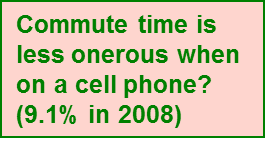 Commute time is
less onerous when
on a cell phone?
(9.1% in 2008)